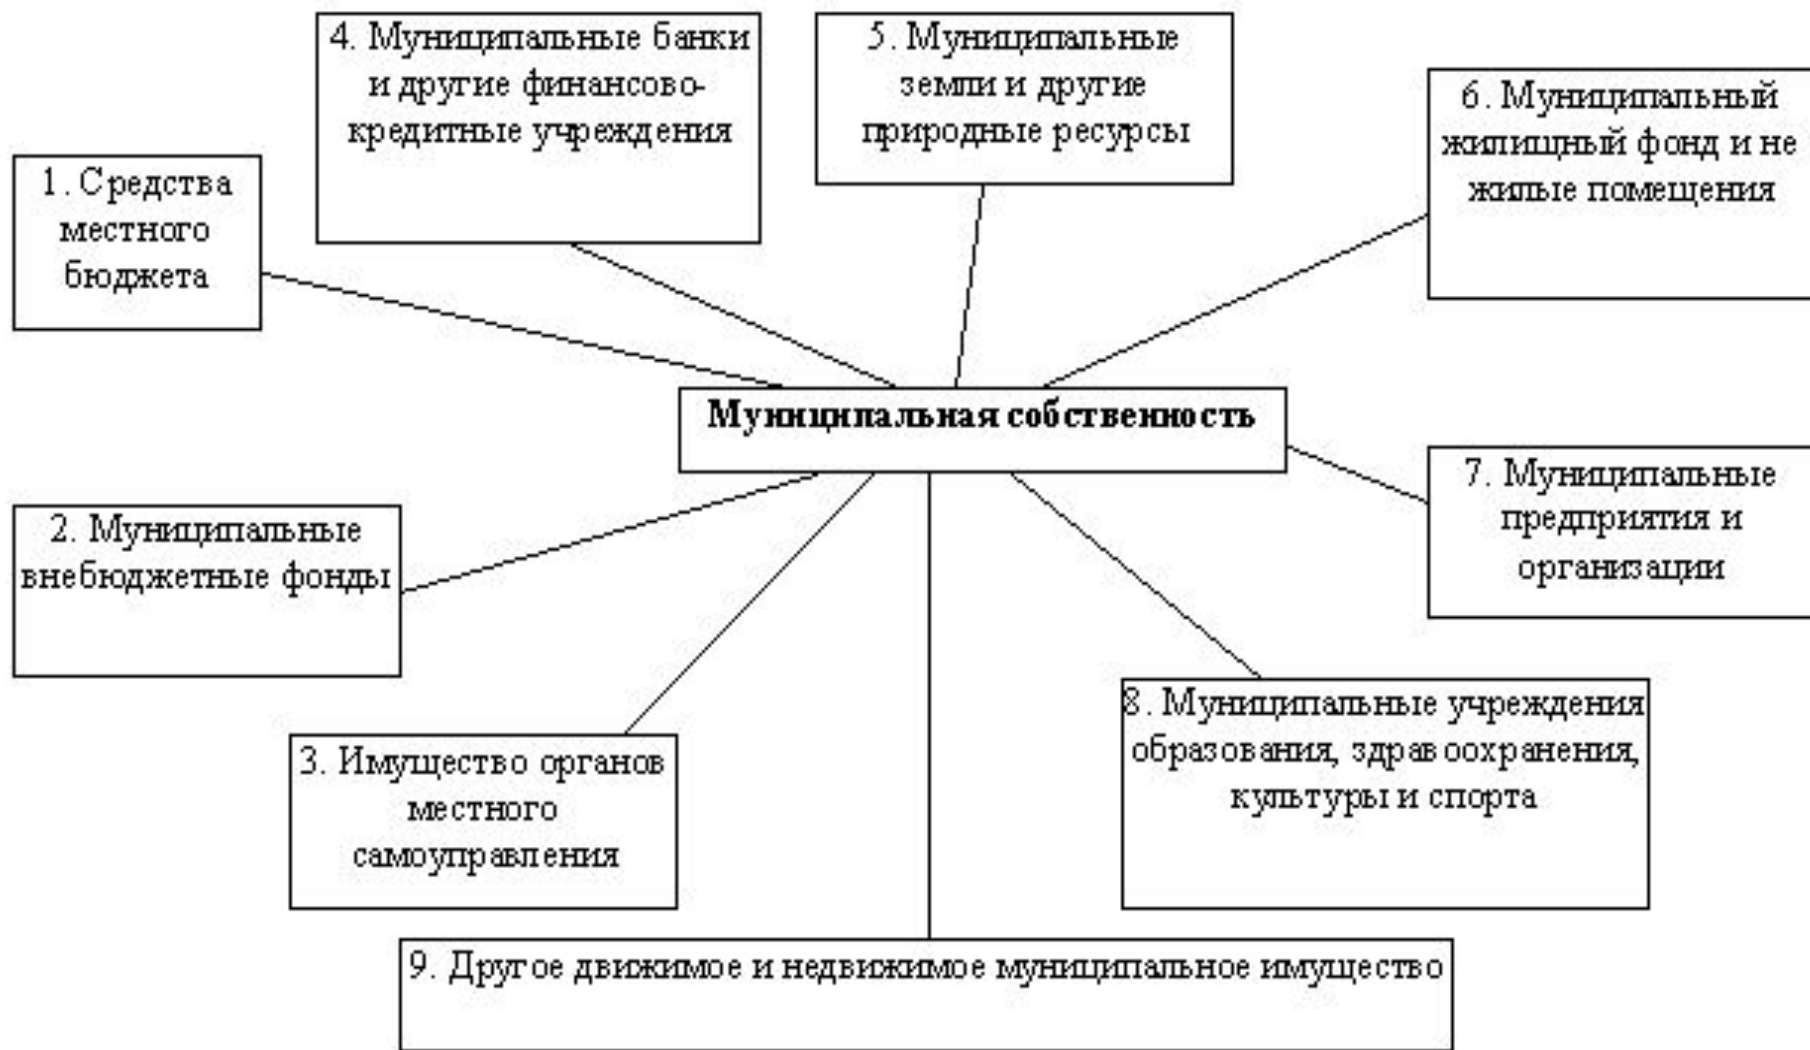 4. Муниципальные банки
и другие финансово-
кредитные учреждения
5. Муниципальные
земли и другие
природные ресурсы
6. Муниципальный
жилищный фонд и не
жилые помещения
1. Средства
местного
бюджета
Муниципальная собственность
2. Муниципальные
внебюджетные фонды
7. Муниципальные
предприятия и
организации
3. Имущество органов
местного
самоуправления
8. Муниципальные учреждения
образования, здравоохранения,
культуры и спорта
9. Другое движимое и недвижимое муниципальное имущество